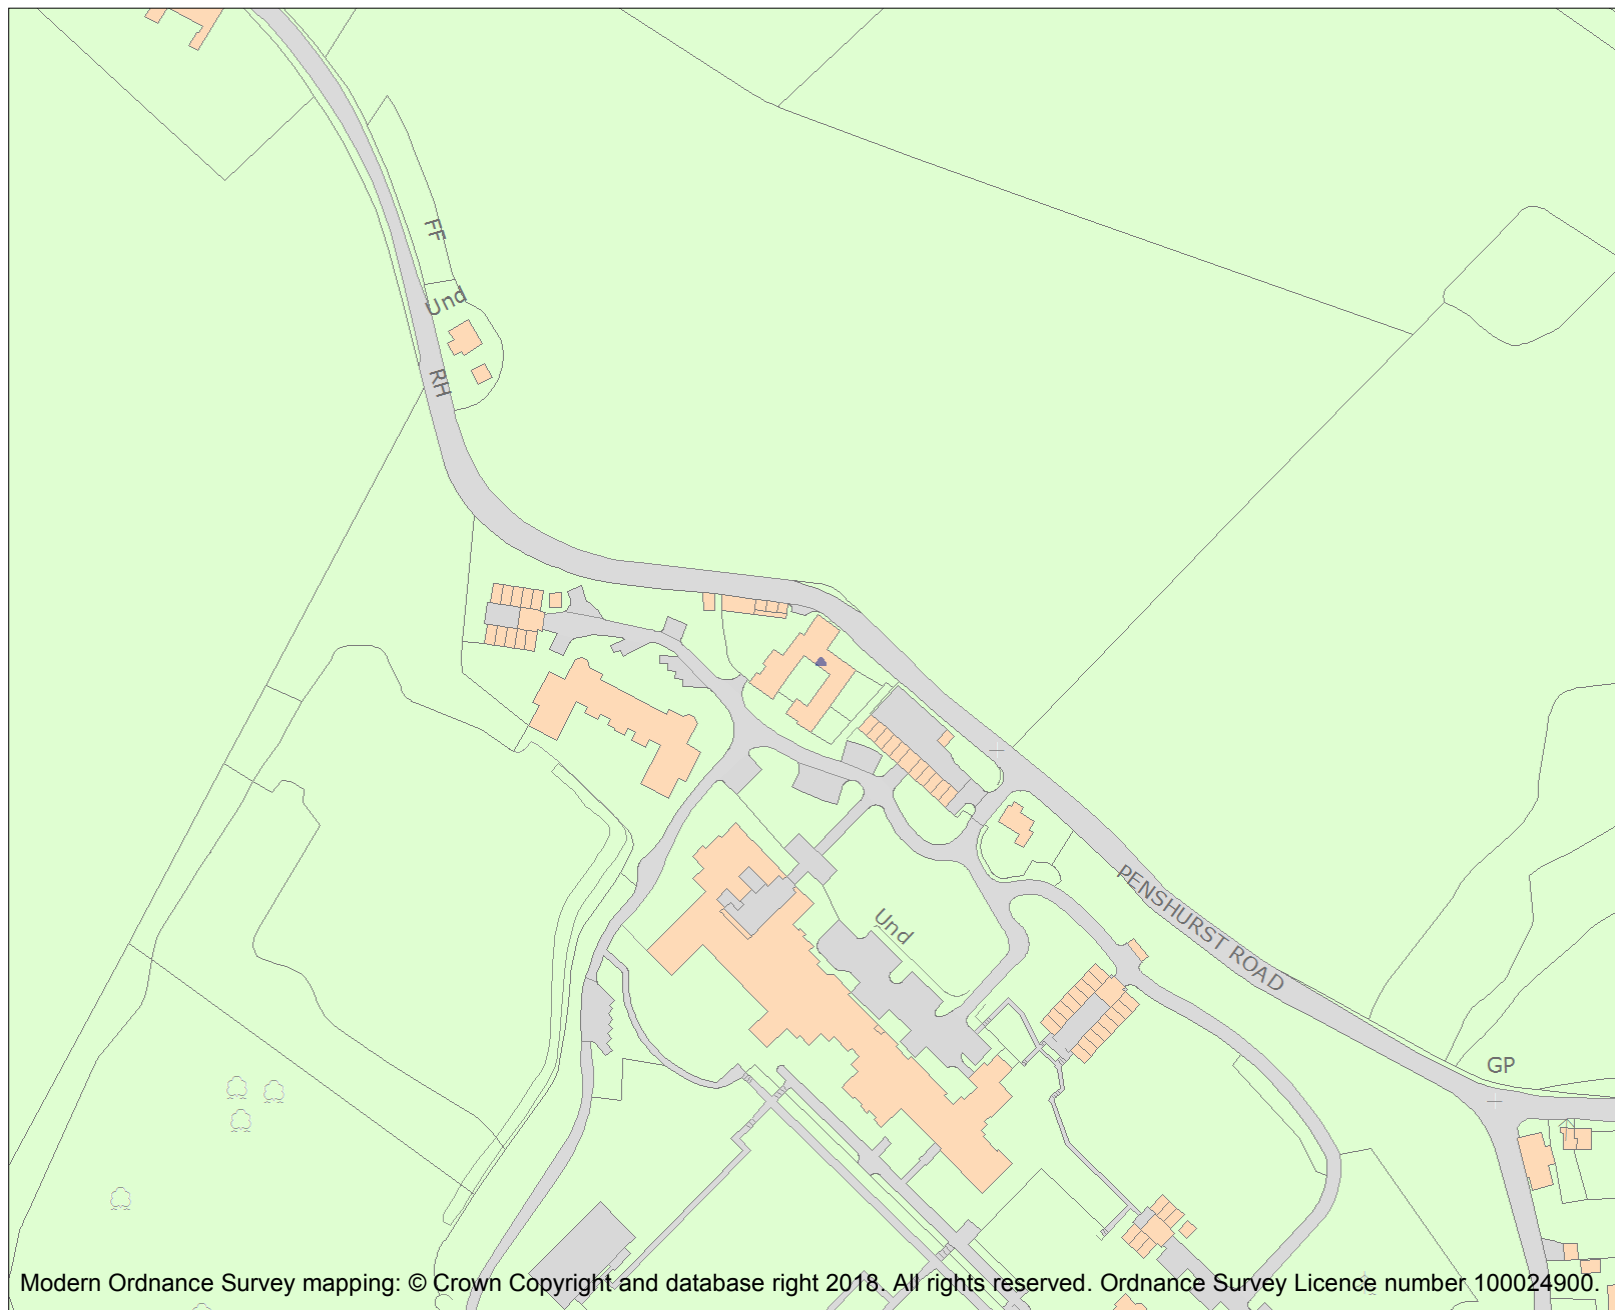 FF
Und
RH
PENSHURST ROAD
Und
GP
Modern Ordnance Survey mapping: © Crown Copyright and database right 2018. All rights reserved. Ordnance Survey Licence number 100024900.